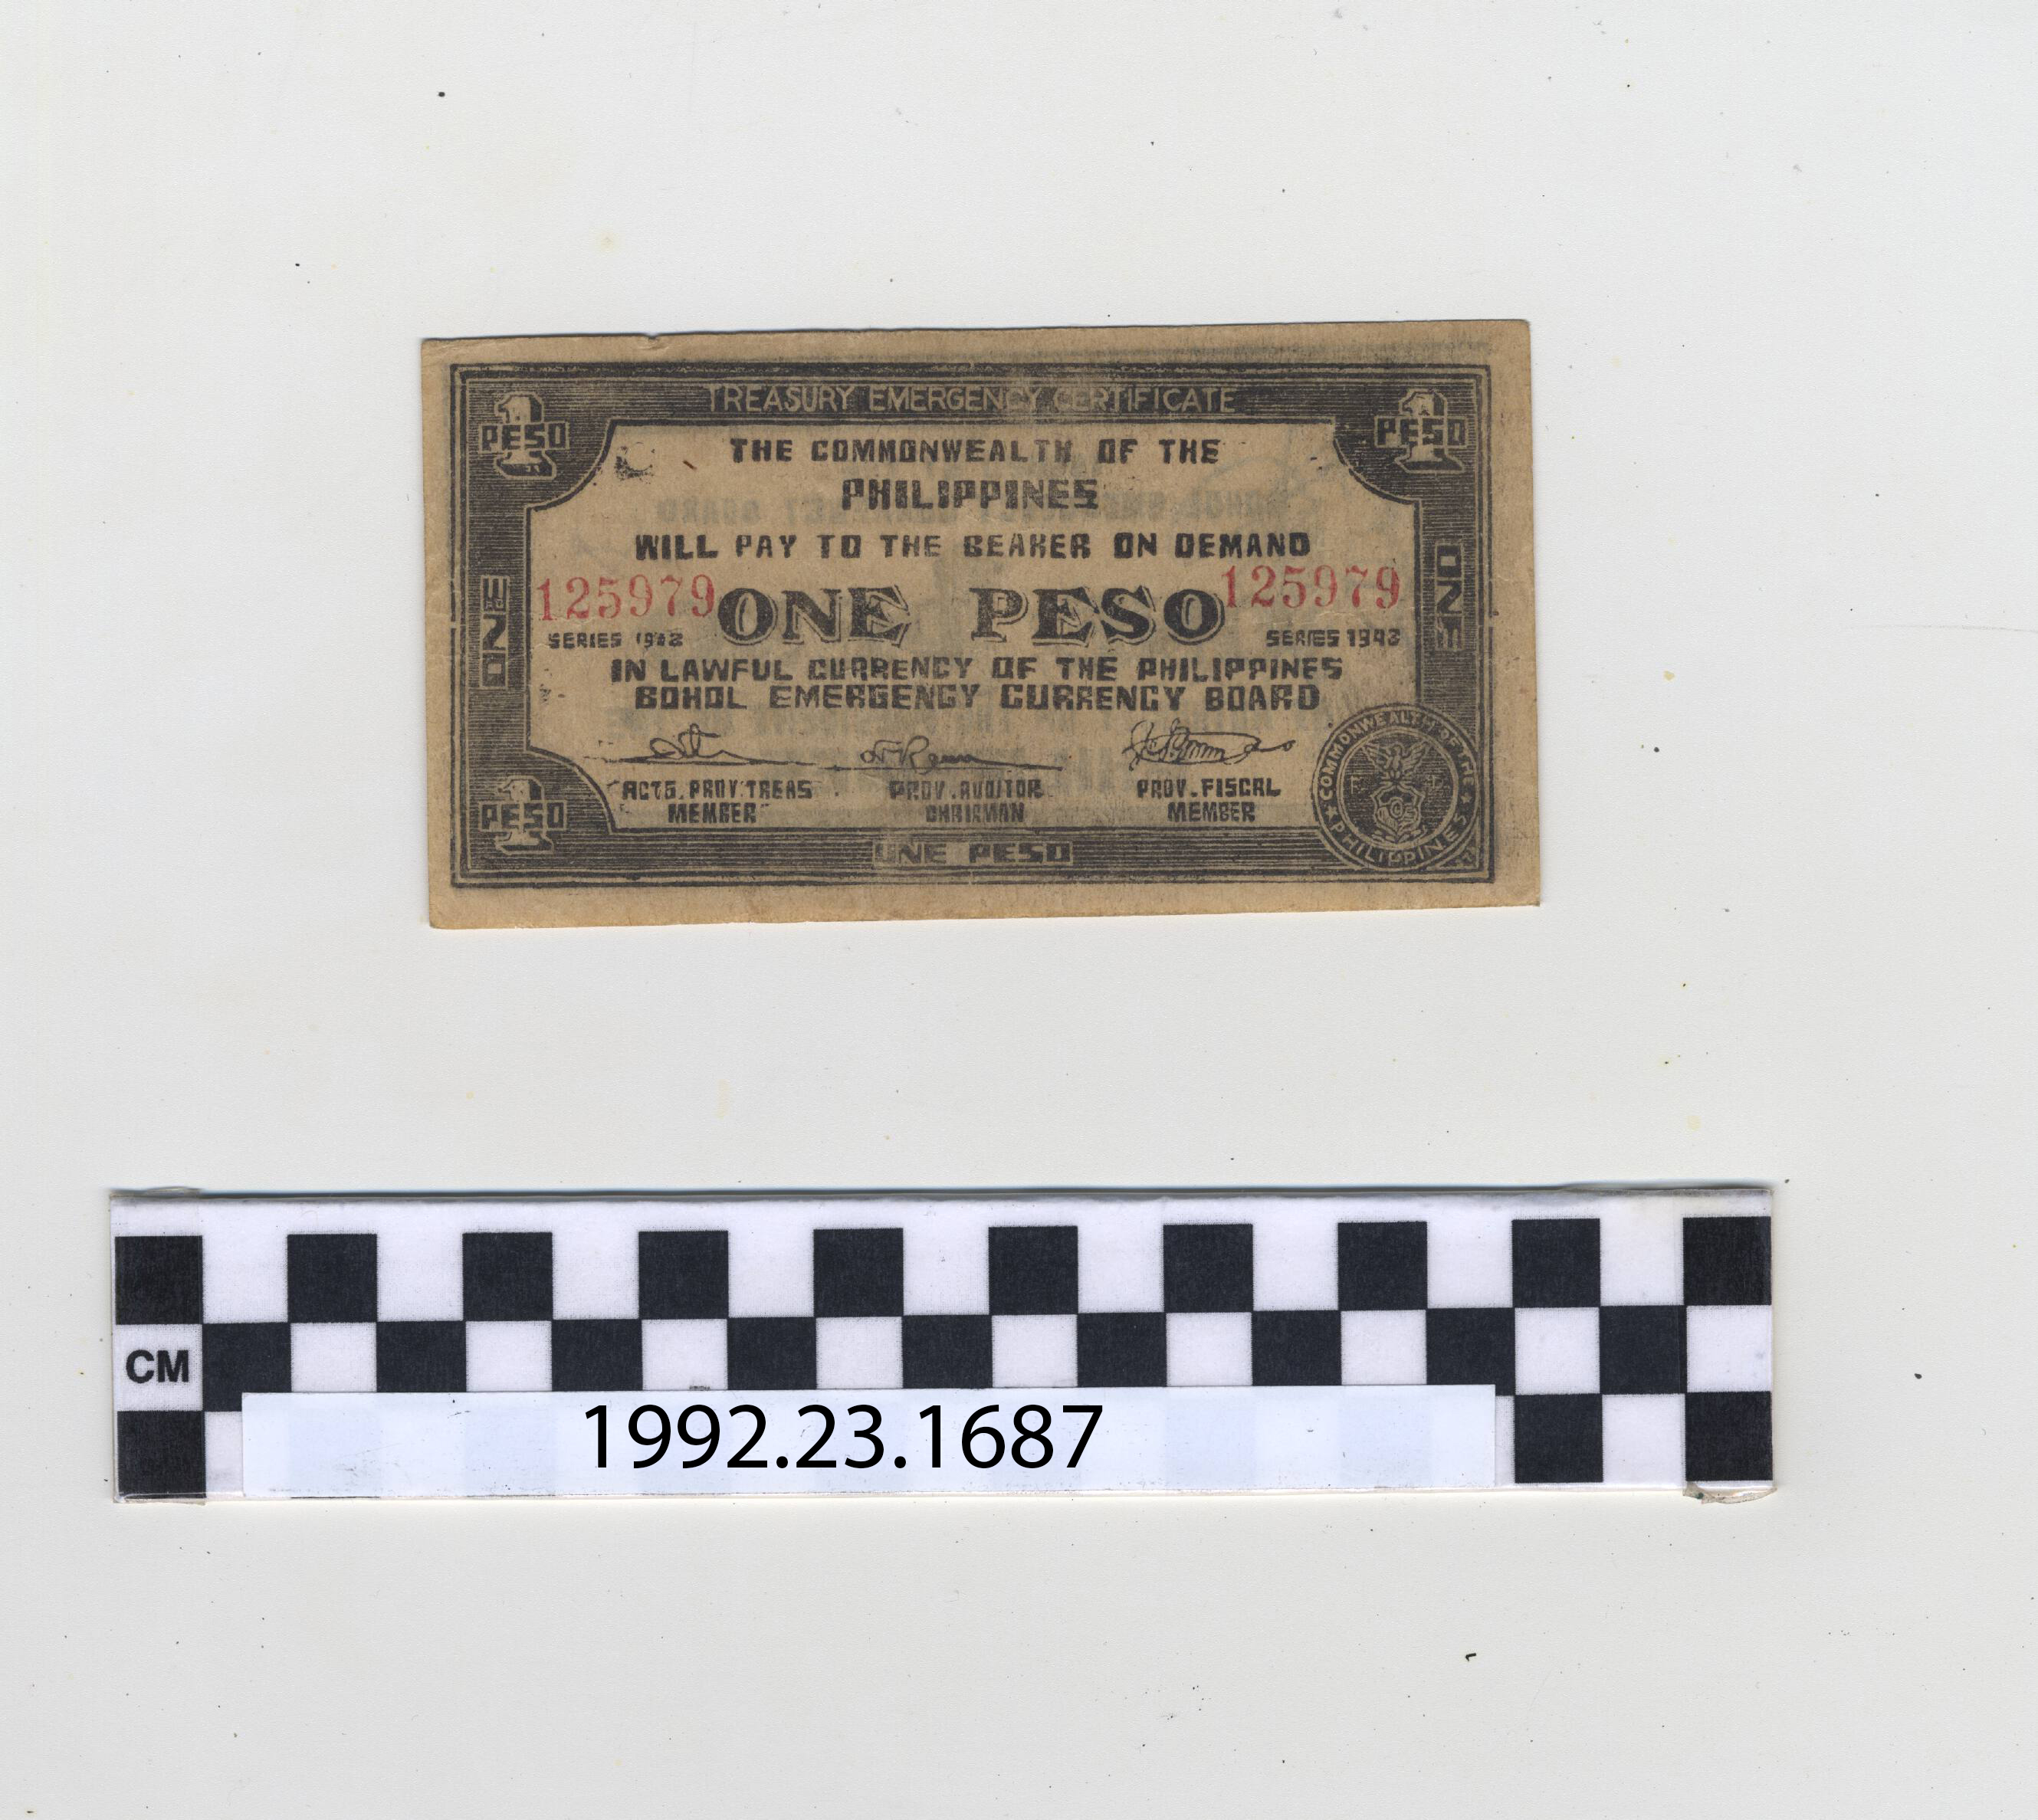 TREASURY EMERGENCY CERTIFICATE
1 PESO
1 PESO
THE COMMONWEALTH OF THE
PHILIPPINES
WILL PAY TO THE BEARER ON DEMAND
125979 ONE PESO 125979
SERIES 1942 SERIES 1942
ONE
ONE
IN LAWFUL CURRENCY OF THE PHILIPPINES
BOHOL EMERGENCY CURRENCY BOARD
ACTG. PROV. TREAS PROV. AUDITOR PROV. FISCAL
MEMBER CHAIRMAN MEMBER
1 PESO
ONE PESO
COMMONWEALTH OF THE PHILIPPINES
CM
1992.23.1687